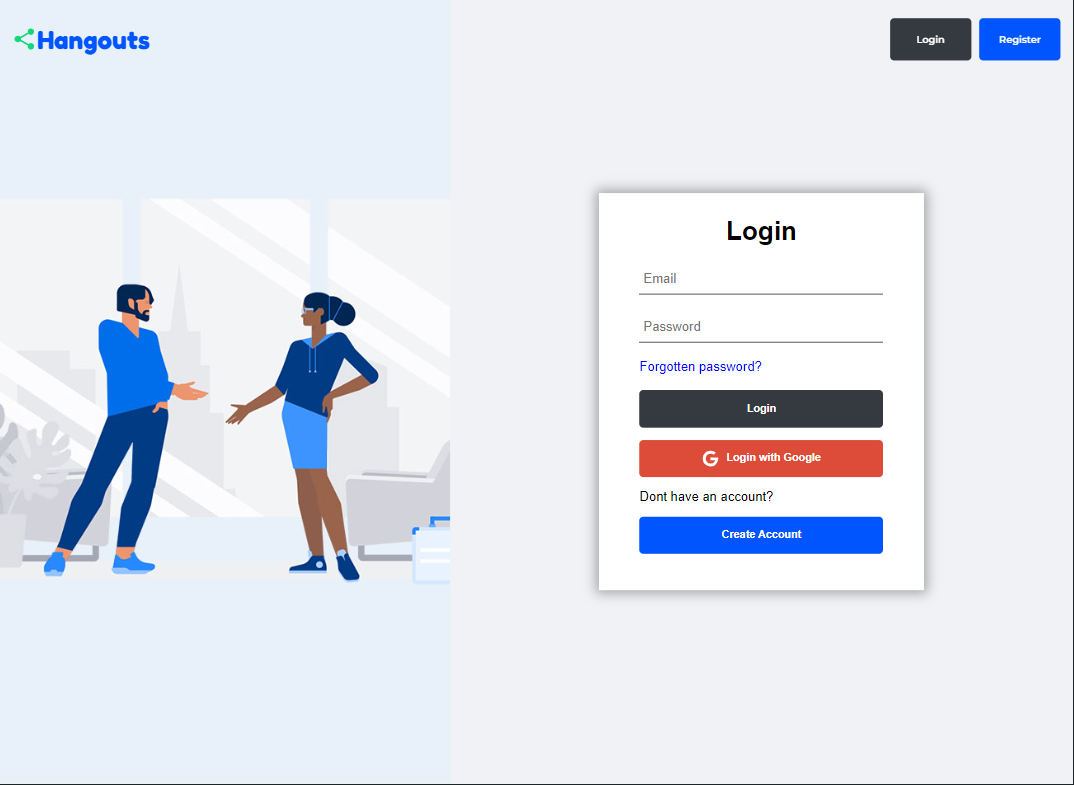 Hangouts
Login
Register
Login
Email
Password
Forgotten password?
Login
Login with Google
Dont have an account?
Create Account